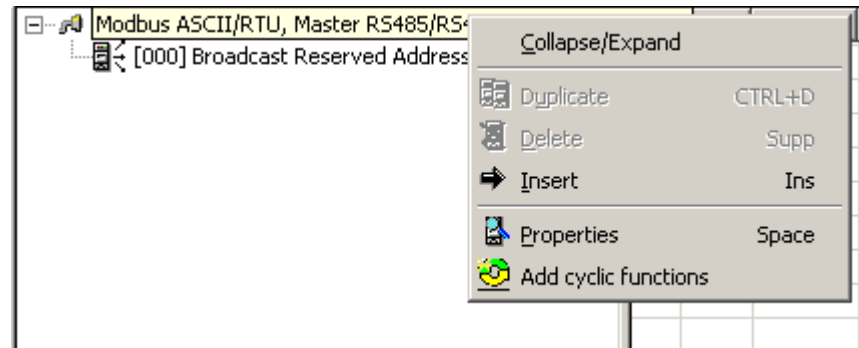 Modbus ASCII/RTU, Master RS485/RS4
[000] Broadcast Reserved Address
Collapse/Expand
Duplicate CTRL+D
Delete Supp
Insert Ins
Properties Space
Add cyclic functions